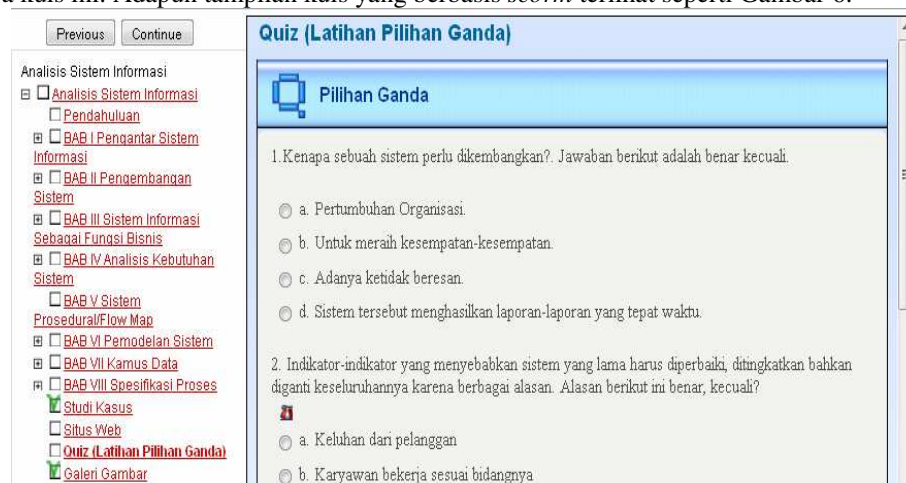 a kuis ini. Adapun tampilan kuis yang berbasis scorm terlihat seperti Gambar 6.
Previous Continue
Analisis Sistem Informasi
Analisis Sistem Informasi
Pendahuluan
BAB I Pengantar Sistem
Informasi
BAB II Pengembangan
Sistem
BAB III Sistem Informasi
Sebagai Fungsi Bisnis
BAB IV Analisis Kebutuhan
Sistem
BAB V Sistem
Prosedural/Flow Map
BAB VI Pemodelan Sistem
BAB VII Kamus Data
BAB VIII Spesifikasi Proses
Studi Kasus
Situs Web
Quiz (Latihan Pilihan Ganda)
Galeri Gambar
Quiz (Latihan Pilihan Ganda)
Pilihan Ganda
1.Kenapa sebuah sistem perlu dikembangkan?. Jawaban berikut adalah benar kecuali.
a. Pertumbuhan Organisasi.
b. Untuk meraih kesempatan-kesempatan.
c. Adanya ketidak beresan.
d. Sistem tersebut menghasilkan laporan-laporan yang tepat waktu.
2. Indikator-indikator yang menyebabkan sistem yang lama harus diperbaiki, ditingkatkan bahkan
diganti keseluruhannya karena berbagai alasan. Alasan berikut ini benar, kecuali?
a. Keluhan dari pelanggan
b. Karyawan bekerja sesuai bidangnya